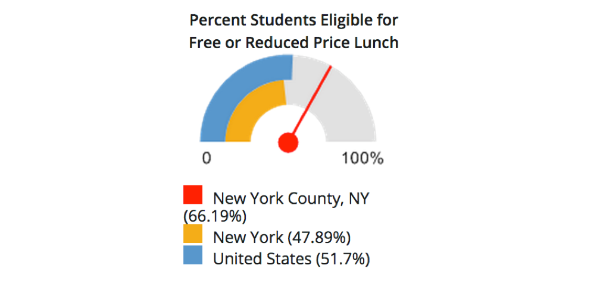 Percent Students Eligible for
Free or Reduced Price Lunch
0
100%
New York County, NY
(66.19%)
New York (47.89%)
United States (51.7%)